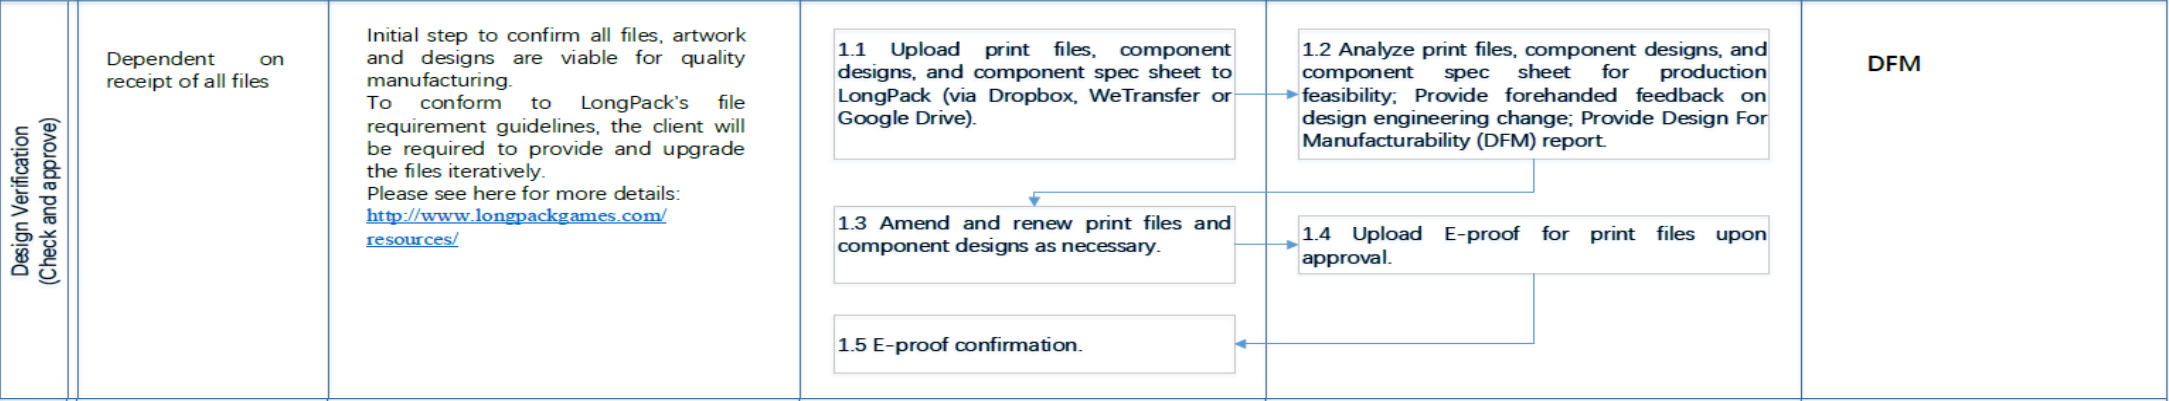 Design Verification
(Check and approve)
Dependent on
receipt of all files
Initial step to confirm all files, artwork
and designs are viable for quality
manufacturing.
To conform to LongPack's file
requirement guidelines, the client will
be required to provide and upgrade
the files iteratively.
Please see here for more details:
http://www.longpackgames.com/
resources/
1.1 Upload print files, component
designs, and component spec sheet to
LongPack (via Dropbox, WeTransfer or
Google Drive).
1.2 Analyze print files, component designs, and
component spec sheet for production
feasibility; Provide forehanded feedback on
design engineering change; Provide Design For
Manufacturability (DFM) report.
1.3 Amend and renew print files and
component designs as necessary.
1.4 Upload E-proof for print files upon
approval.
1.5 E-proof confirmation.
DFM